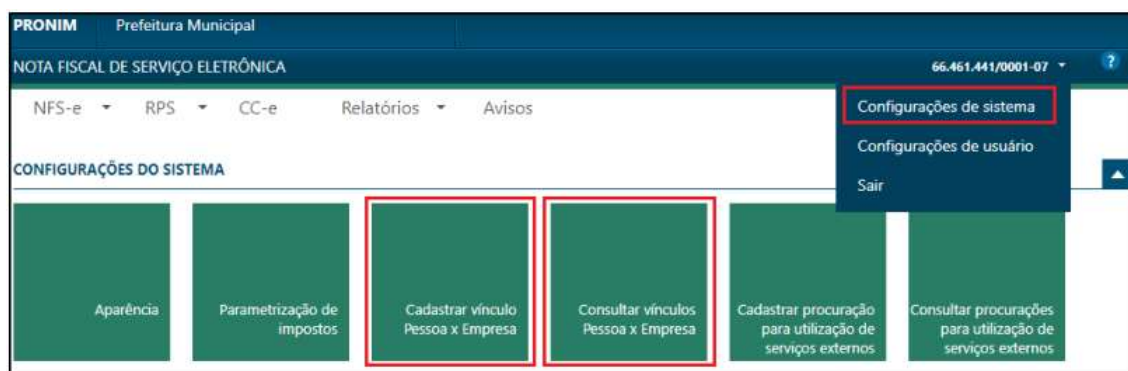 PRONIM Prefeitura Municipal
NOTA FISCAL DE SERVIÇO ELETRÔNICA 66.461.441/0001-07 ?
NFS-e RPS CC-e Relatórios Avisos
Configurações de sistema
Configurações de usuário
Sair
CONFIGURAÇÕES DO SISTEMA
Aparência
Parametrização de
impostos
Cadastrar vínculo
Pessoa x Empresa
Consultar vínculos
Pessoa x Empresa
Cadastrar procuração
para utilização de
serviços externos
Consultar procurações
para utilização de
serviços externos